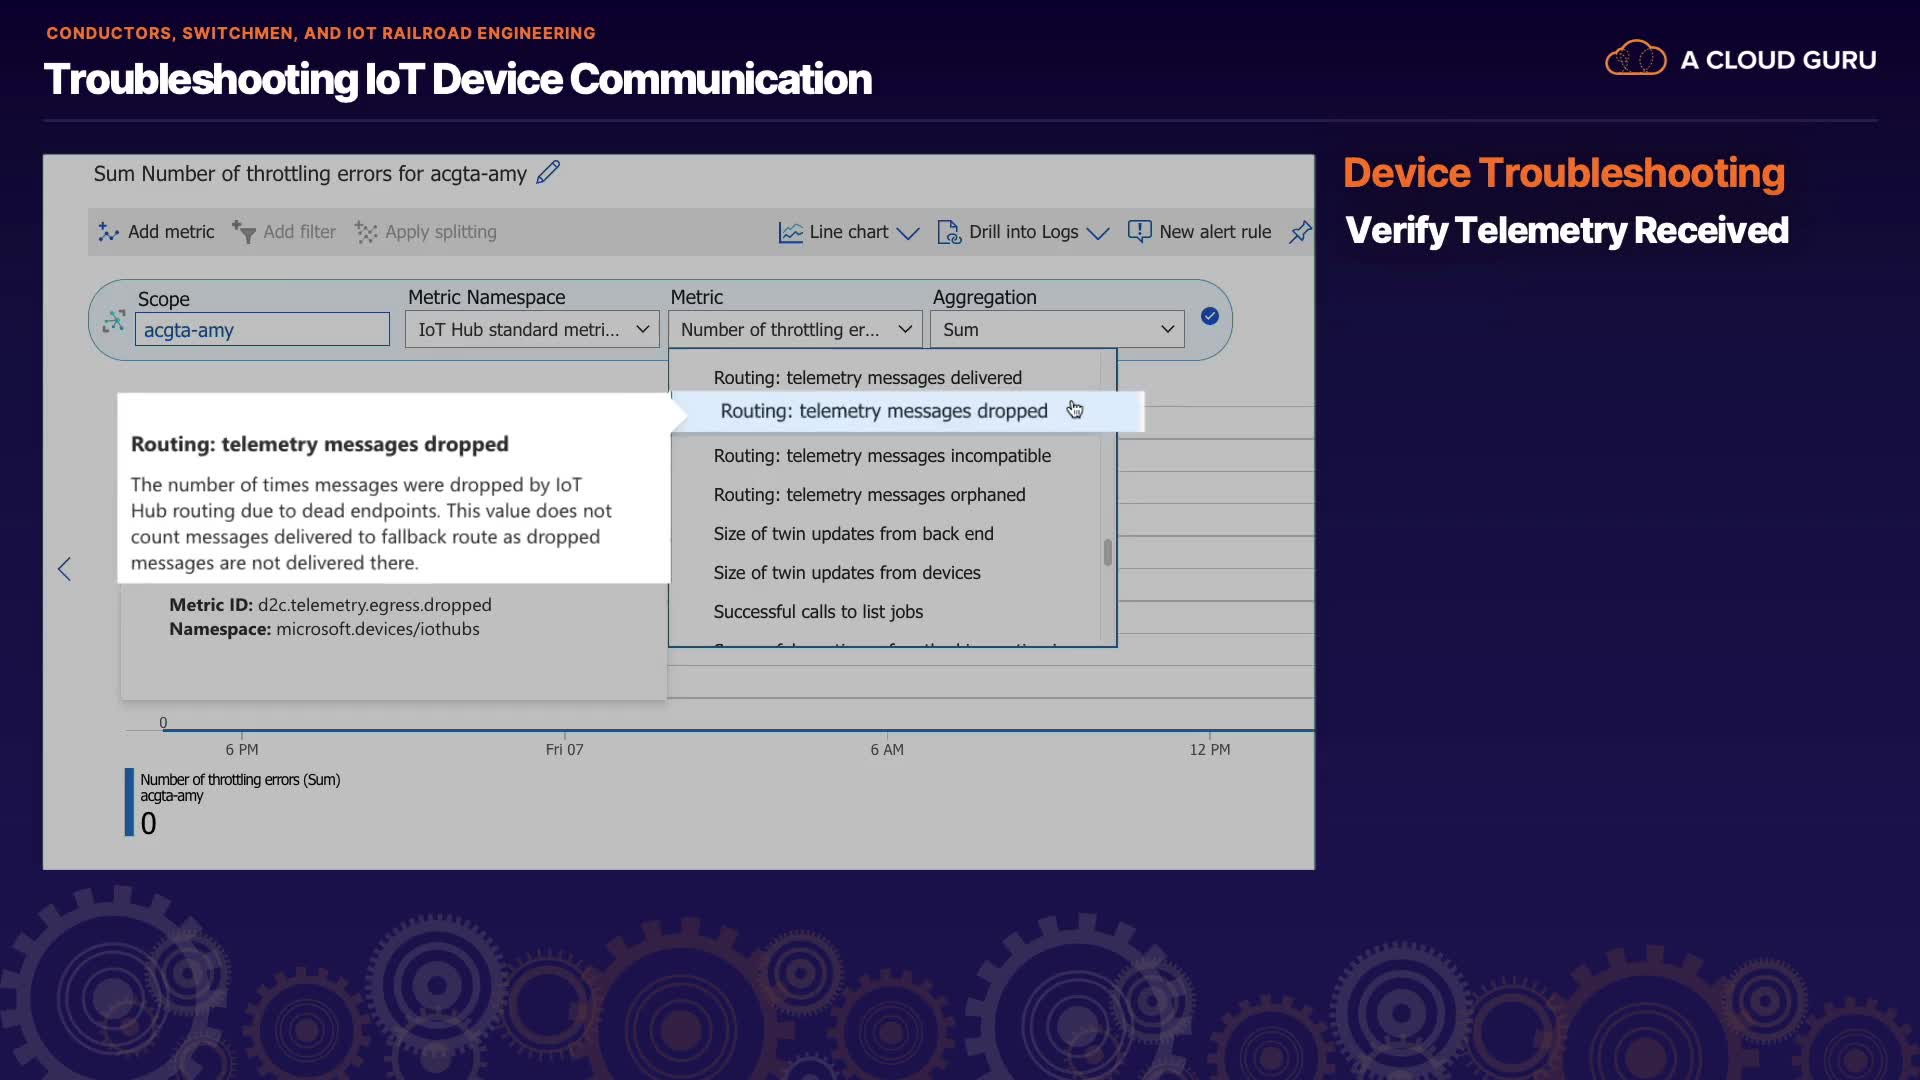 CONDUCTORS, SWITCHMEN, AND IOT RAILROAD ENGINEERING
Troubleshooting IoT Device Communication
A CLOUD GURU
Device Troubleshooting
Verify Telemetry Received
Sum Number of throttling errors for acgta-amy
Add metric Add filter Apply splitting Line chart Drill into Logs New alert rule
Scope Metric Namespace Metric Aggregation
acgta-amy IoT Hub standard metri... Number of throttling er... Sum
Routing: telemetry messages delivered
Routing: telemetry messages dropped
Routing: telemetry messages incompatible
Routing: telemetry messages orphaned
Size of twin updates from back end
Size of twin updates from devices
Successful calls to list jobs
Routing: telemetry messages dropped
The number of times messages were dropped by IoT
Hub routing due to dead endpoints. This value does not
count messages delivered to fallback route as dropped
messages are not delivered there.
Metric ID: d2c.telemetry.egress.dropped
Namespace: microsoft.devices/iothubs
0
6 PM Fri 07 6 AM 12 PM
Number of throttling errors (Sum)
acgta-amy
0